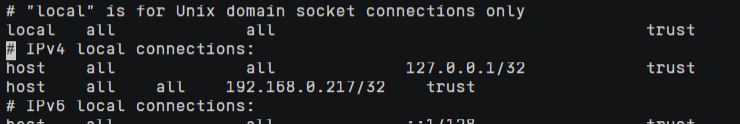 # "local" is for Unix domain socket connections only
local   all             all                                     trust
# IPv4 local connections:
host    all             all             127.0.0.1/32            trust
host    all     all     192.168.0.217/32     trust
# IPv6 local connections:
host    all             all             ::1/128                 trust